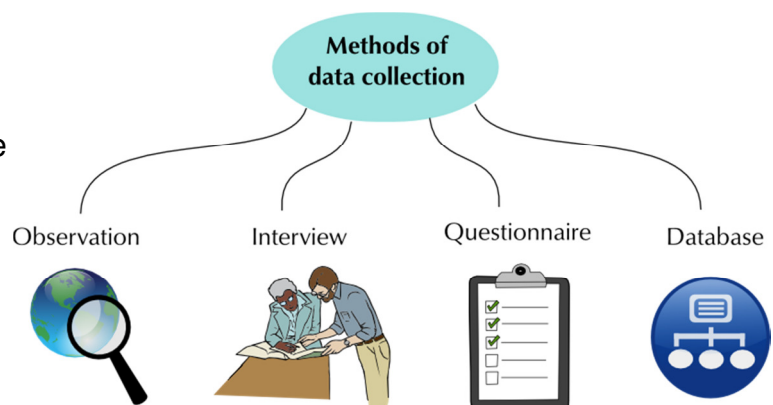 Methods of
data collection
e
Observation
Interview
Questionnaire
Database